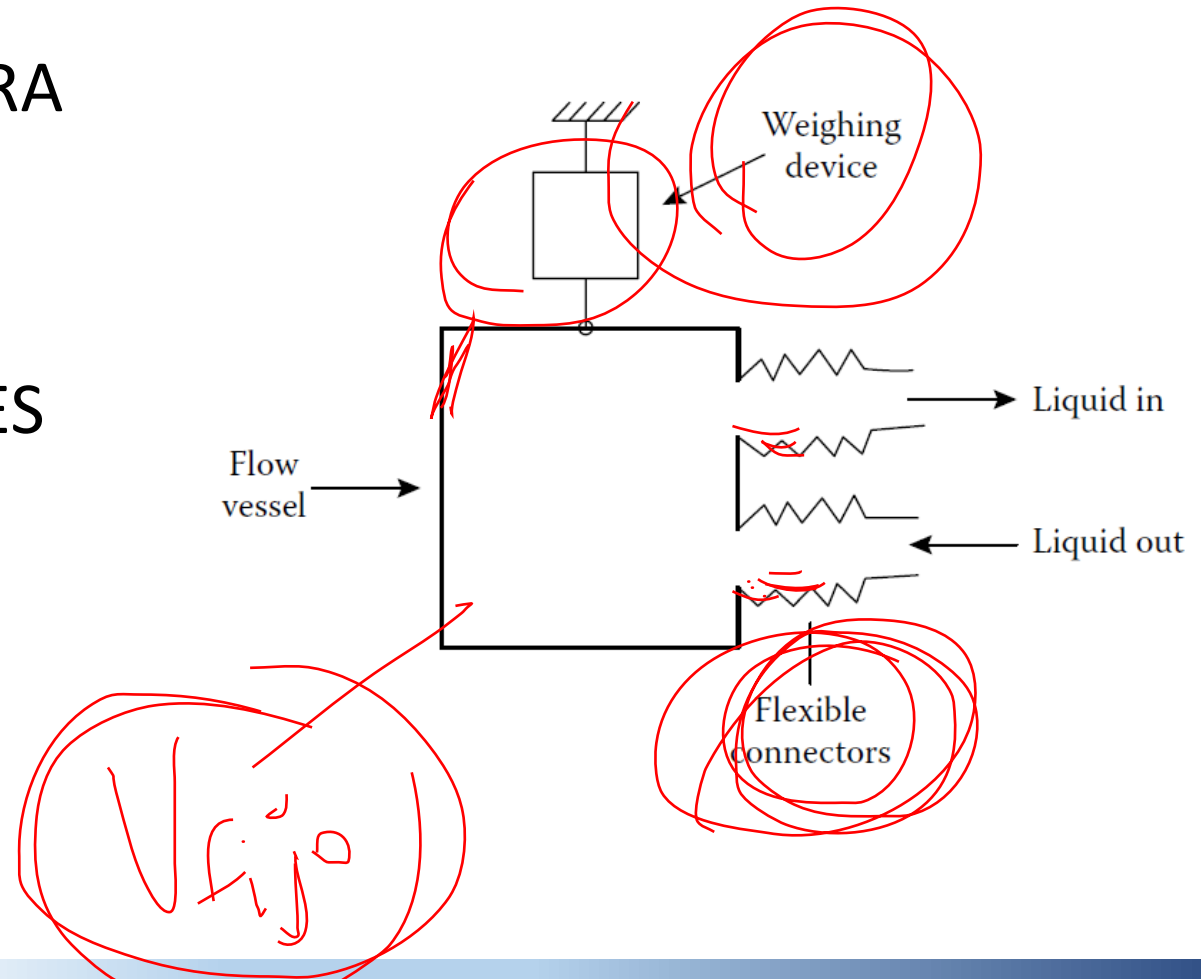 RA
Weighing
device
ES
Flow
vessel
Liquid in
Liquid out
Flexible
connectors
V fijo